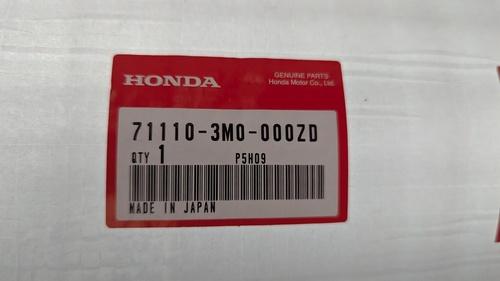 HONDA
GENUINE PARTS
Honda Motor Co., Ltd.
71110-3M0-000ZD
QTY 1 P5H09
MADE IN JAPAN